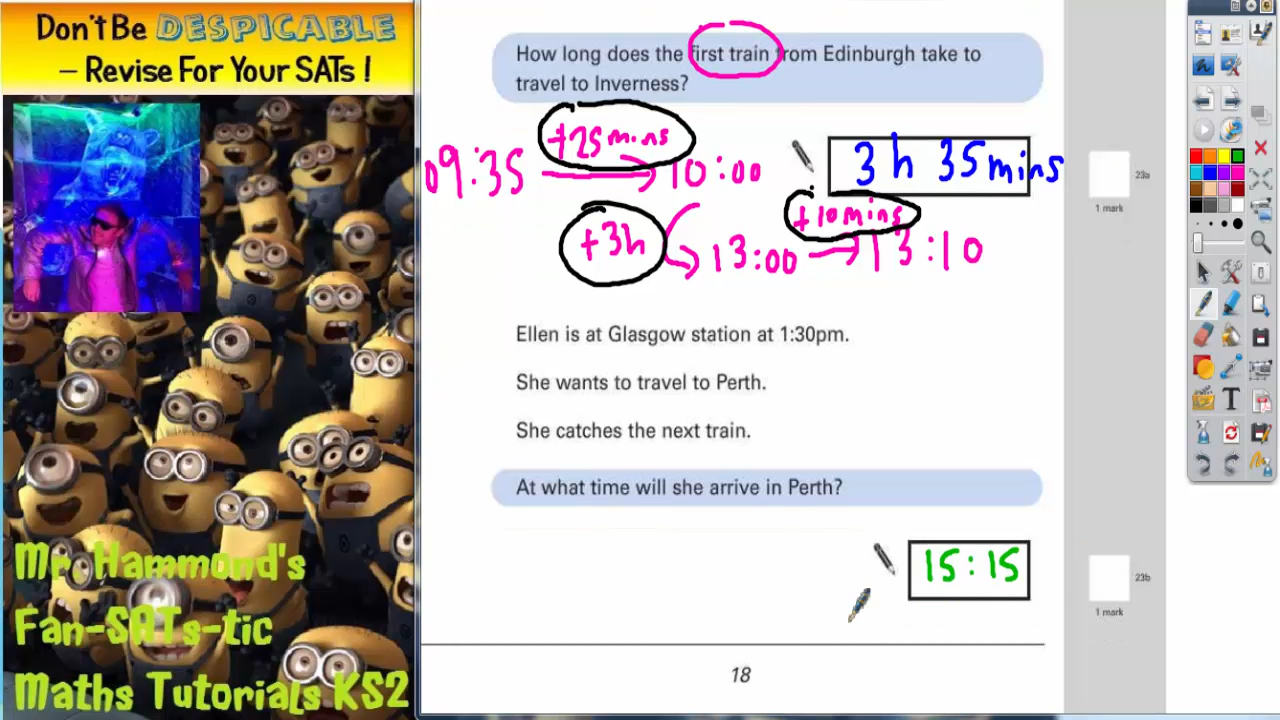 Don't Be DESPICABLE
– Revise For Your SATs !
Mr. Hammond's
Fan-SATs-tic
Maths Tutorials KS2
How long does the first train from Edinburgh take to
travel to Inverness?
+25mins
09:35 10:00
3h 35mins
23a
1 mark
+3h
+10mins
13:00 13:10
Ellen is at Glasgow station at 1:30pm.
She wants to travel to Perth.
She catches the next train.
At what time will she arrive in Perth?
15:15
23b
1 mark
18